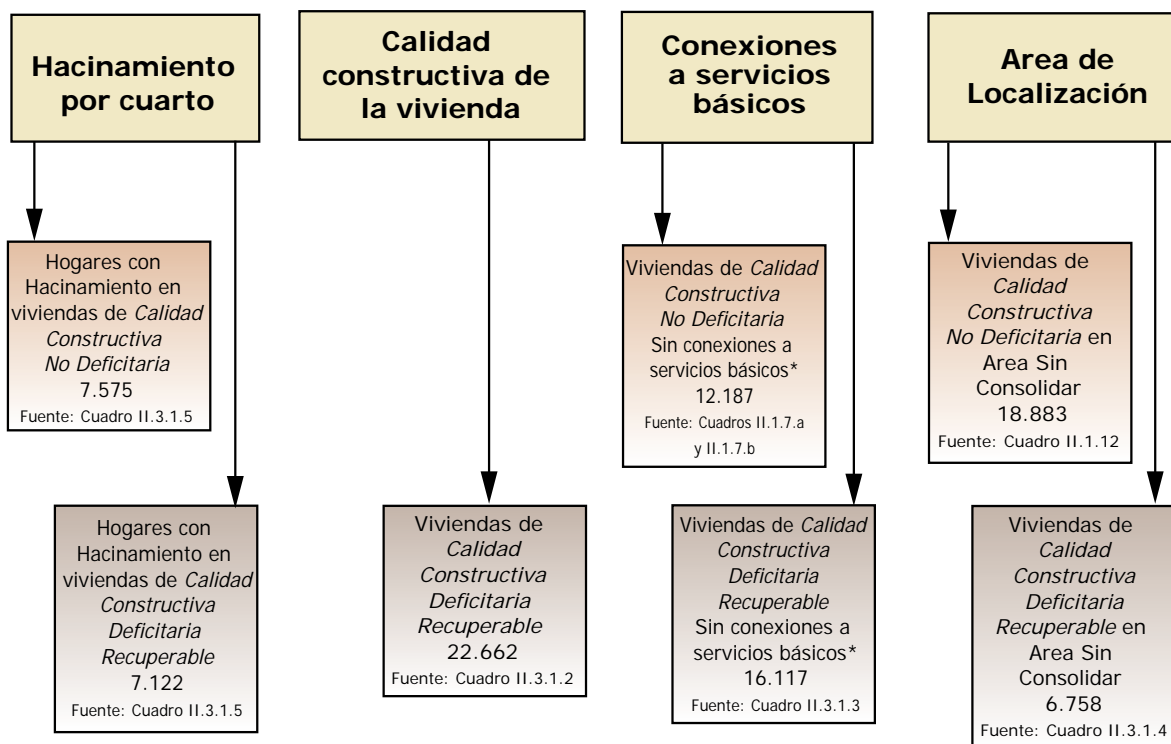 Hacinamiento
por cuarto
Calidad
constructiva de
la vivienda
Conexiones
a servicios
básicos
Area de
Localización
Hogares con
Hacinamiento en
viviendas de Calidad
Constructiva
No Deficitaria
7.575
Fuente: Cuadro II.3.1.5
Viviendas de Calidad
Constructiva
No Deficitaria
Sin conexiones a
servicios básicos*
12.187
Fuente: Cuadros II.1.7.a
y II.1.7.b
Viviendas de
Calidad
Constructiva
No Deficitaria en
Area Sin
Consolidar
18.883
Fuente: Cuadro II.1.12
Hogares con
Hacinamiento en
viviendas de Calidad
Constructiva
Deficitaria
Recuperable
7.122
Fuente: Cuadro II.3.1.5
Viviendas de
Calidad
Constructiva
Deficitaria
Recuperable
22.662
Fuente: Cuadro II.3.1.2
Viviendas de Calidad
Constructiva
Deficitaria
Recuperable
Sin conexiones a
servicios básicos*
16.117
Fuente: Cuadro II.3.1.3
Viviendas de
Calidad
Constructiva
Deficitaria
Recuperable en
Area Sin
Consolidar
6.758
Fuente: Cuadro II.3.1.4